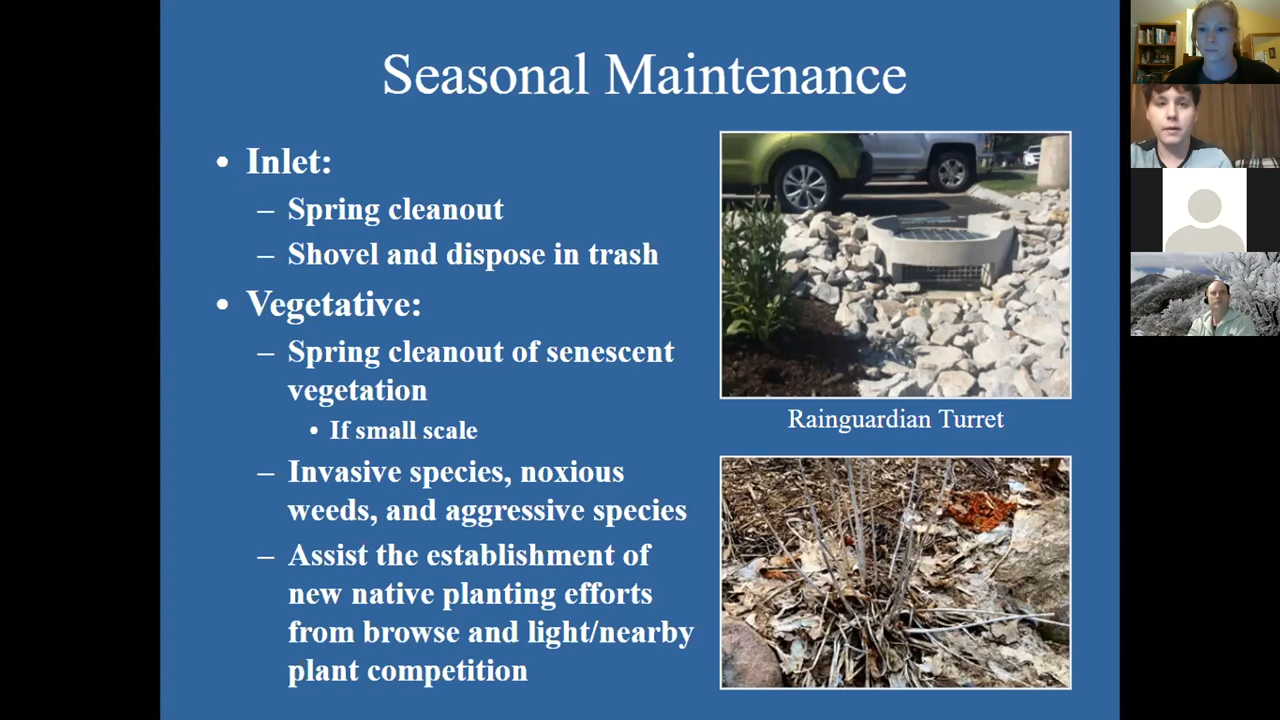 Seasonal Maintenance
• Inlet:
– Spring cleanout
– Shovel and dispose in trash
• Vegetative:
– Spring cleanout of senescent
vegetation
• If small scale
– Invasive species, noxious
weeds, and aggressive species
– Assist the establishment of
new native planting efforts
from browse and light/nearby
plant competition
Rainguardian Turret